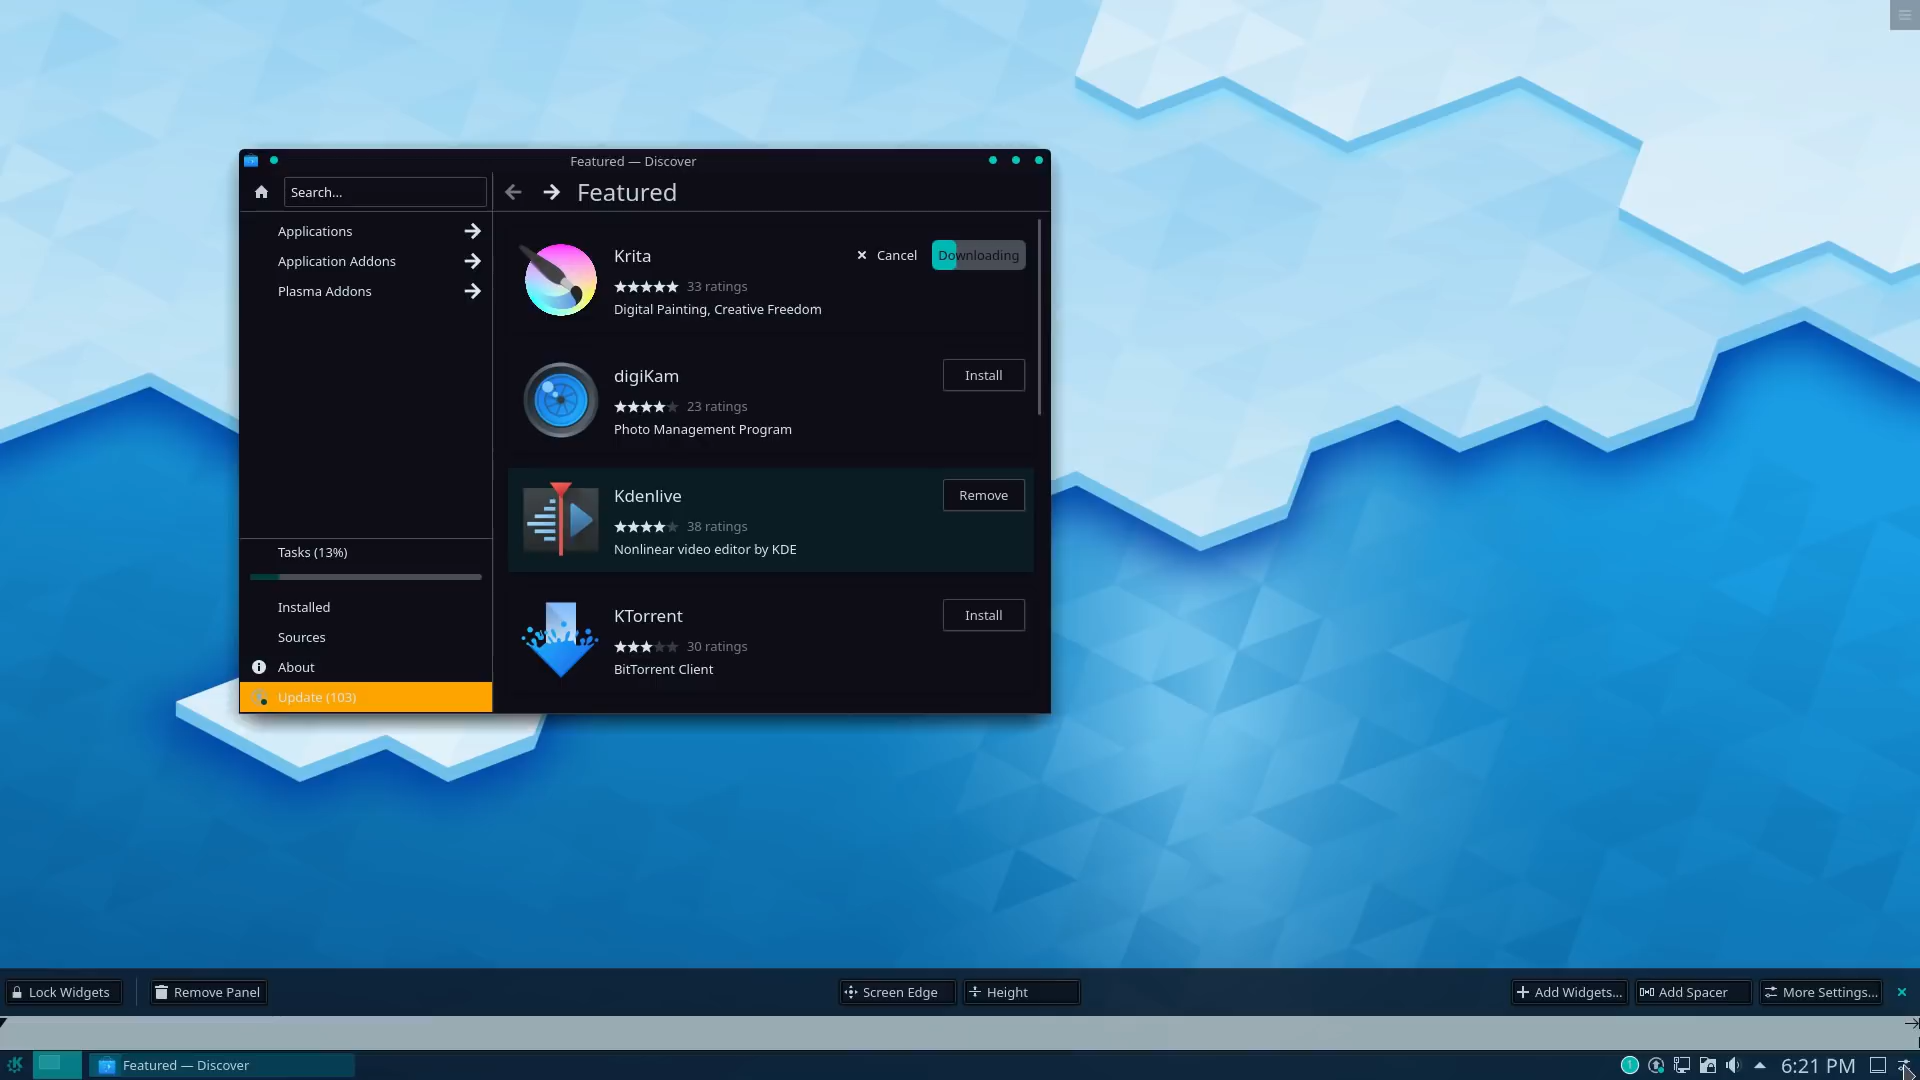 Featured — Discover
Search...
Featured
Applications
Application Addons
Plasma Addons
Tasks (13%)
Installed
Sources
About
Update (103)
Krita
Cancel
Downloading
33 ratings
Digital Painting, Creative Freedom
digiKam
Install
23 ratings
Photo Management Program
Kdenlive
Remove
38 ratings
Nonlinear video editor by KDE
KTorrent
Install
30 ratings
BitTorrent Client
Lock Widgets
Remove Panel
Screen Edge
Height
Add Widgets...
Add Spacer
More Settings...
Featured — Discover
1
6:21 PM